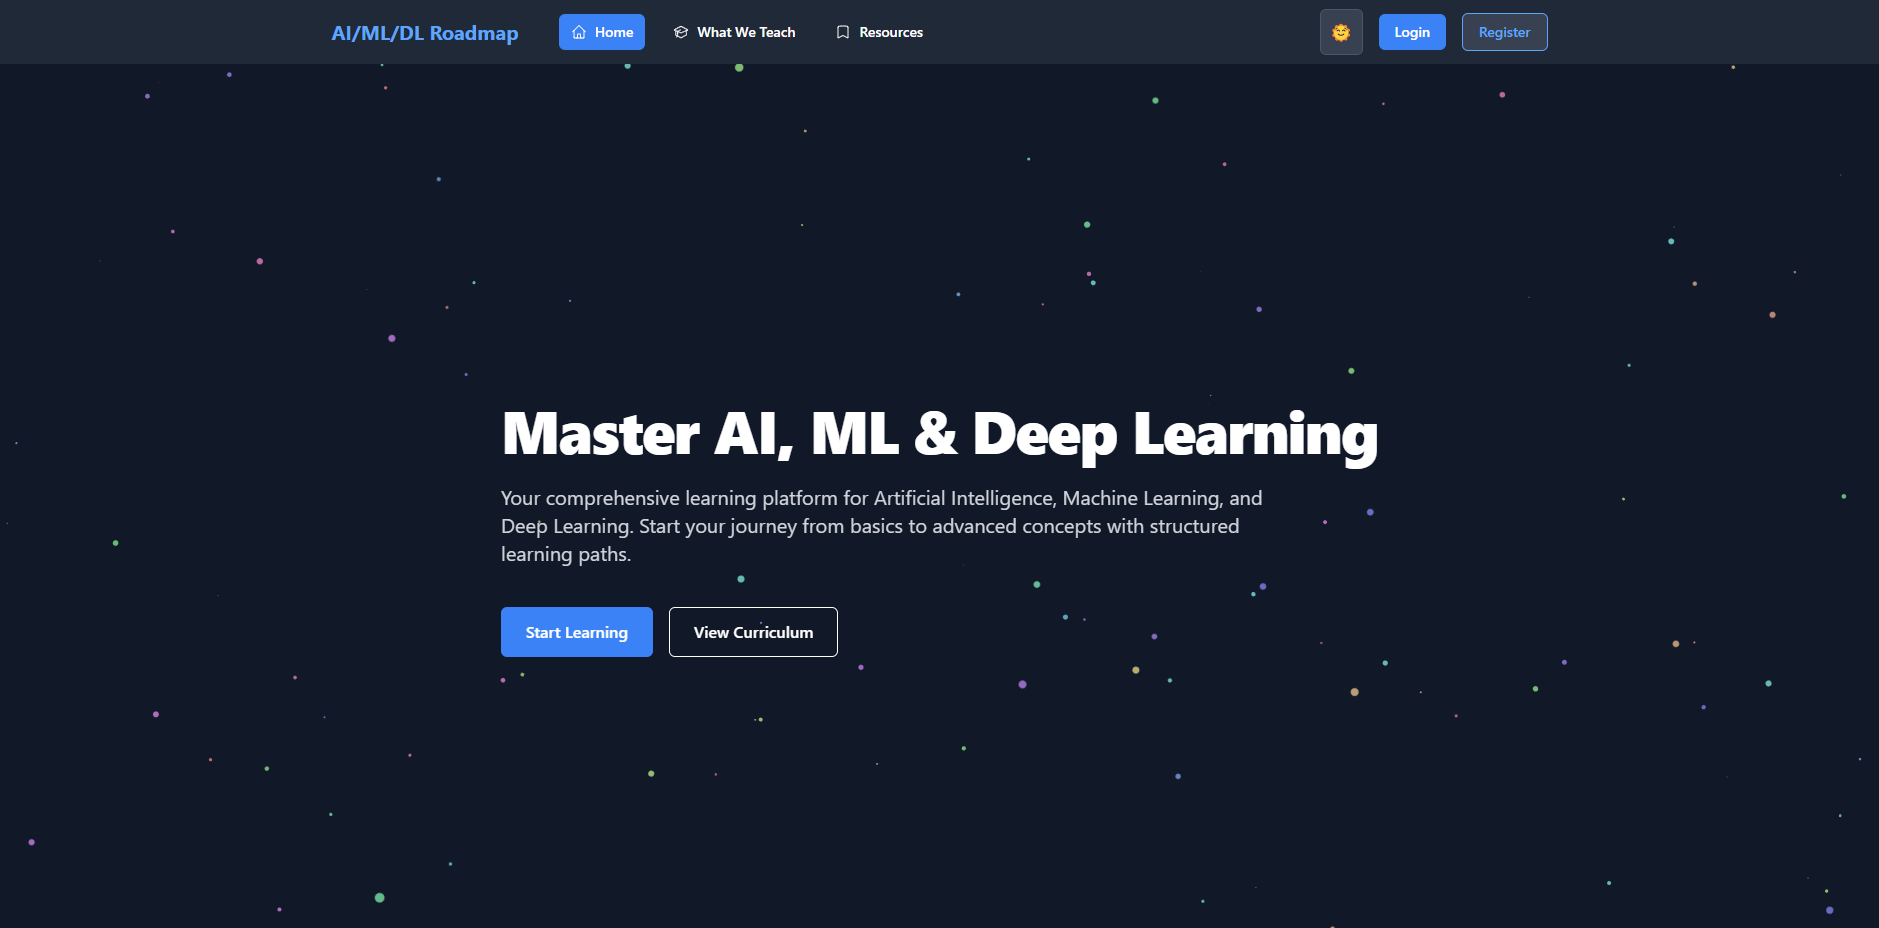 AI/ML/DL Roadmap
Home
What We Teach
Resources
Login
Register
Master AI, ML & Deep Learning
Your comprehensive learning platform for Artificial Intelligence, Machine Learning, and
Deep Learning. Start your journey from basics to advanced concepts with structured
learning paths.
Start Learning
View Curriculum